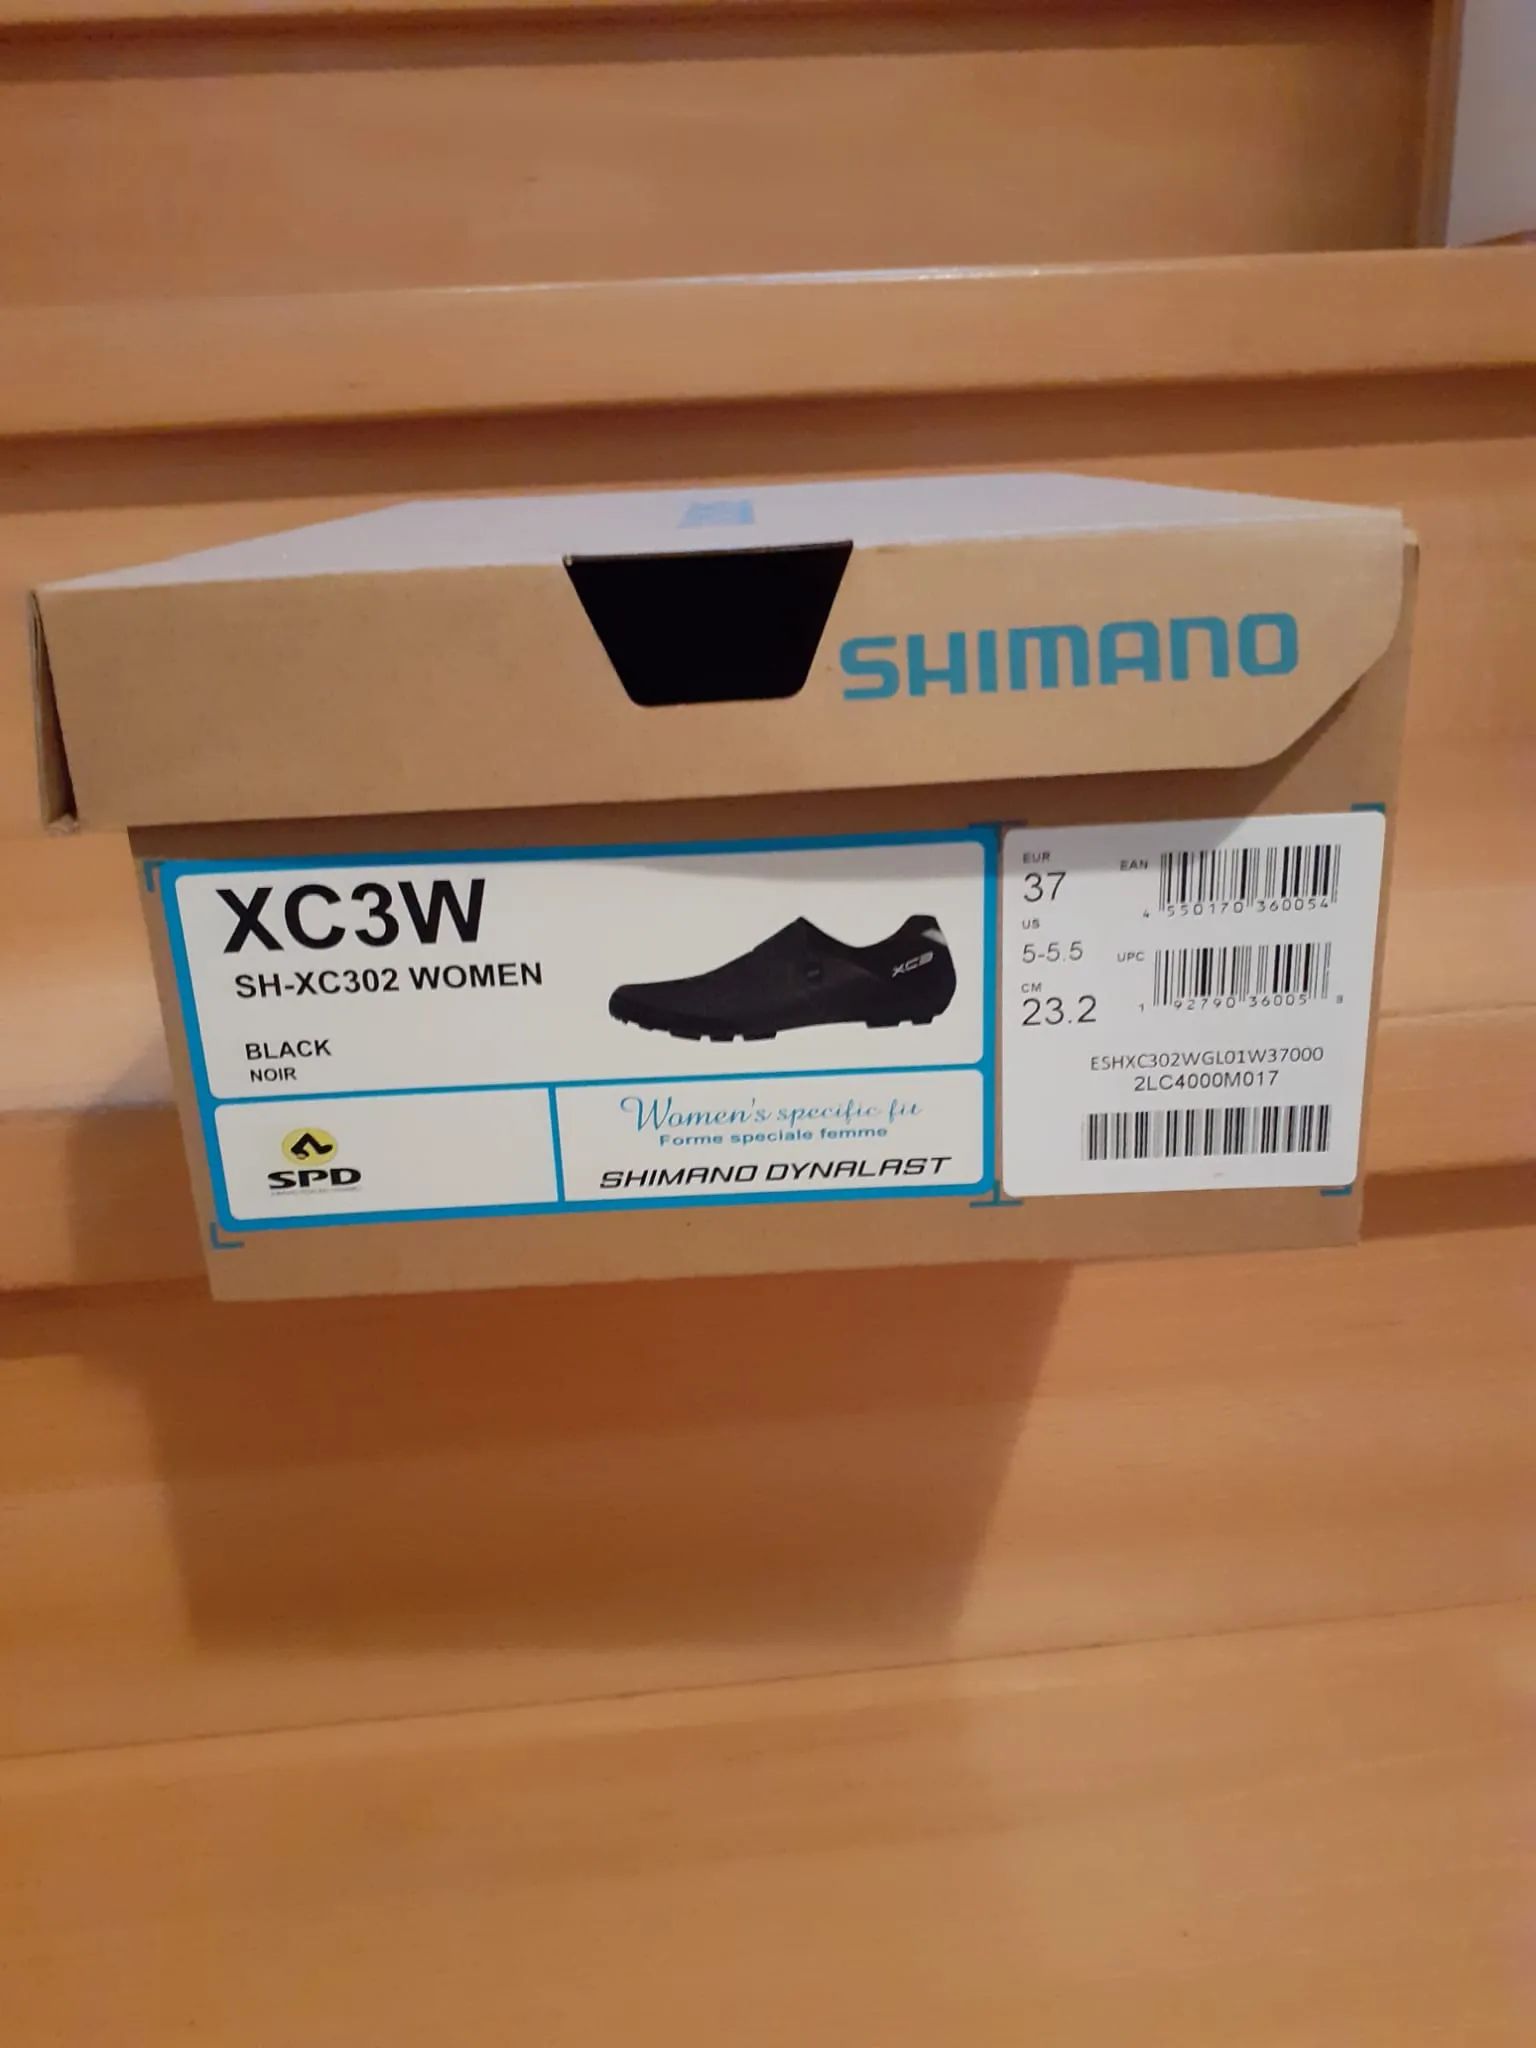 SHIMANO
XC3W
SH-XC302 WOMEN
BLACK
NOIR
XC3
SPD
Women's specific fit
Forme speciale femme
SHIMANO DYNALAST
EUR
37
US
5-5.5
CM
23.2
EAN
4 550170 360054
UPC
1 92790 36005 8
ESHXC302WGL01W37000
2LC4000M017